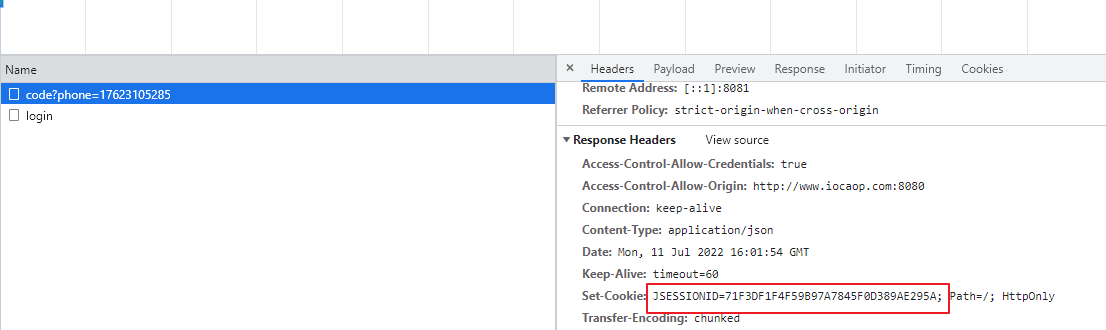 Name
code?phone=17623105285
login
× Headers Payload Preview Response Initiator Timing Cookies
Remote Address: [::1]:8081
Referrer Policy: strict-origin-when-cross-origin
Response Headers View source
Access-Control-Allow-Credentials: true
Access-Control-Allow-Origin: http://www.iocaop.com:8080
Connection: keep-alive
Content-Type: application/json
Date: Mon, 11 Jul 2022 16:01:54 GMT
Keep-Alive: timeout=60
Set-Cookie: JSESSIONID=71F3DF1F4F59B97A7845F0D389AE295A; Path=/; HttpOnly
Transfer-Encoding: chunked